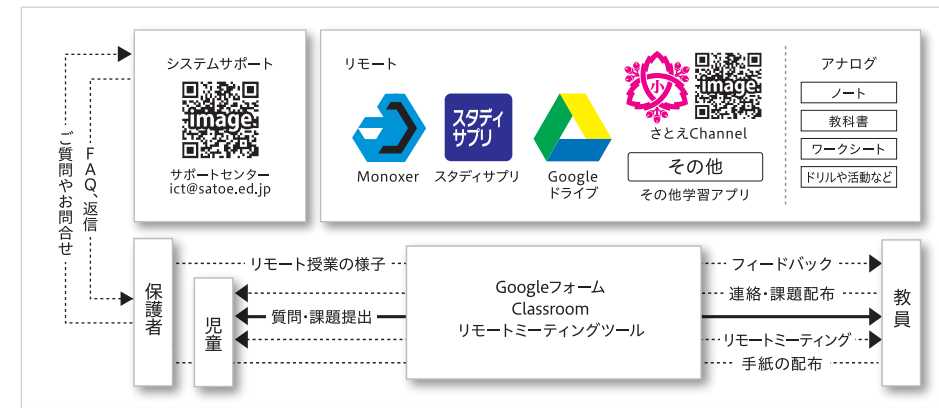 システムサポート
image
サポートセンター
ict@satoe.ed.jp
リモート
Monoxer
スタディ
サプリ
スタディサプリ
Google
ドライブ
小
image
さとえChannel
その他
その他学習アプリ
アナログ
ノート
教科書
ワークシート
ドリルや活動など
ご質問やお問合せ
FAQ、返信
保護者
児童
リモート授業の様子
質問・課題提出
Googleフォーム
Classroom
リモートミーティングツール
フィードバック
連絡・課題配布
リモートミーティング
手紙の配布
教員